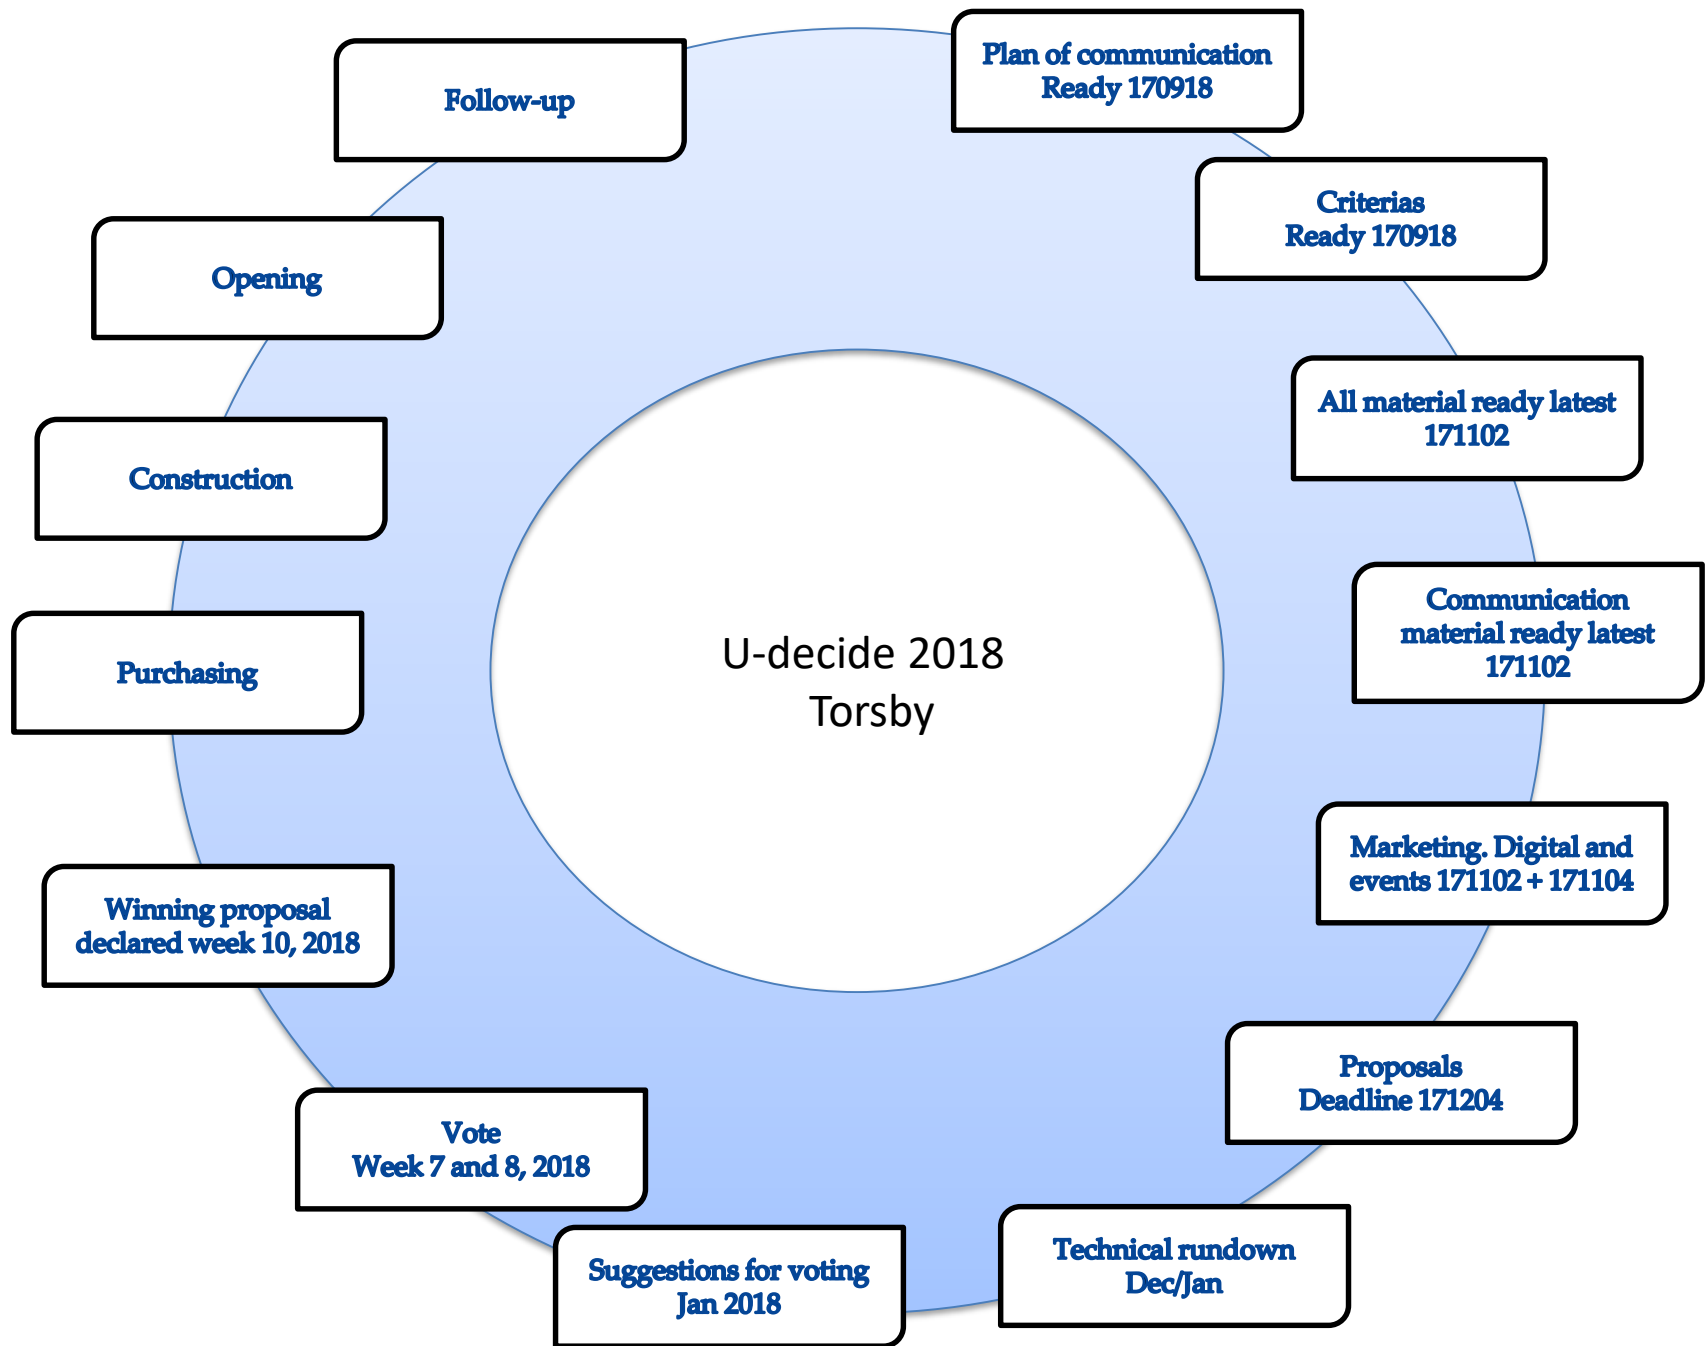 Plan of communication
Ready 170918
Criterias
Ready 170918
All material ready latest
171102
Communication
material ready latest
171102
Marketing. Digital and
events 171102 + 171104
Proposals
Deadline 171204
Technical rundown
Dec/Jan
Suggestions for voting
Jan 2018
Vote
Week 7 and 8, 2018
Winning proposal
declared week 10, 2018
Purchasing
Construction
Opening
Follow-up
U-decide 2018
Torsby